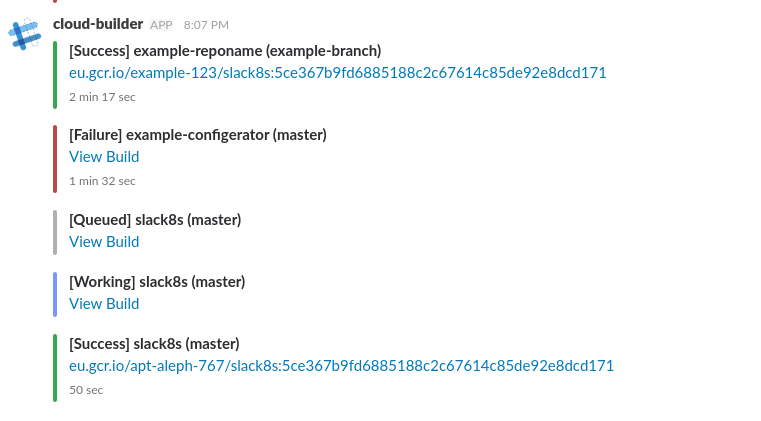 cloud-builder APP 8:07 PM
[Success] example-reponame (example-branch)
eu.gcr.io/example-123/slack8s:5ce367b9fd6885188c2c67614c85de92e8dcd171
2 min 17 sec
[Failure] example-configerator (master)
View Build
1 min 32 sec
[Queued] slack8s (master)
View Build
[Working] slack8s (master)
View Build
[Success] slack8s (master)
eu.gcr.io/apt-aleph-767/slack8s:5ce367b9fd6885188c2c67614c85de92e8dcd171
50 sec